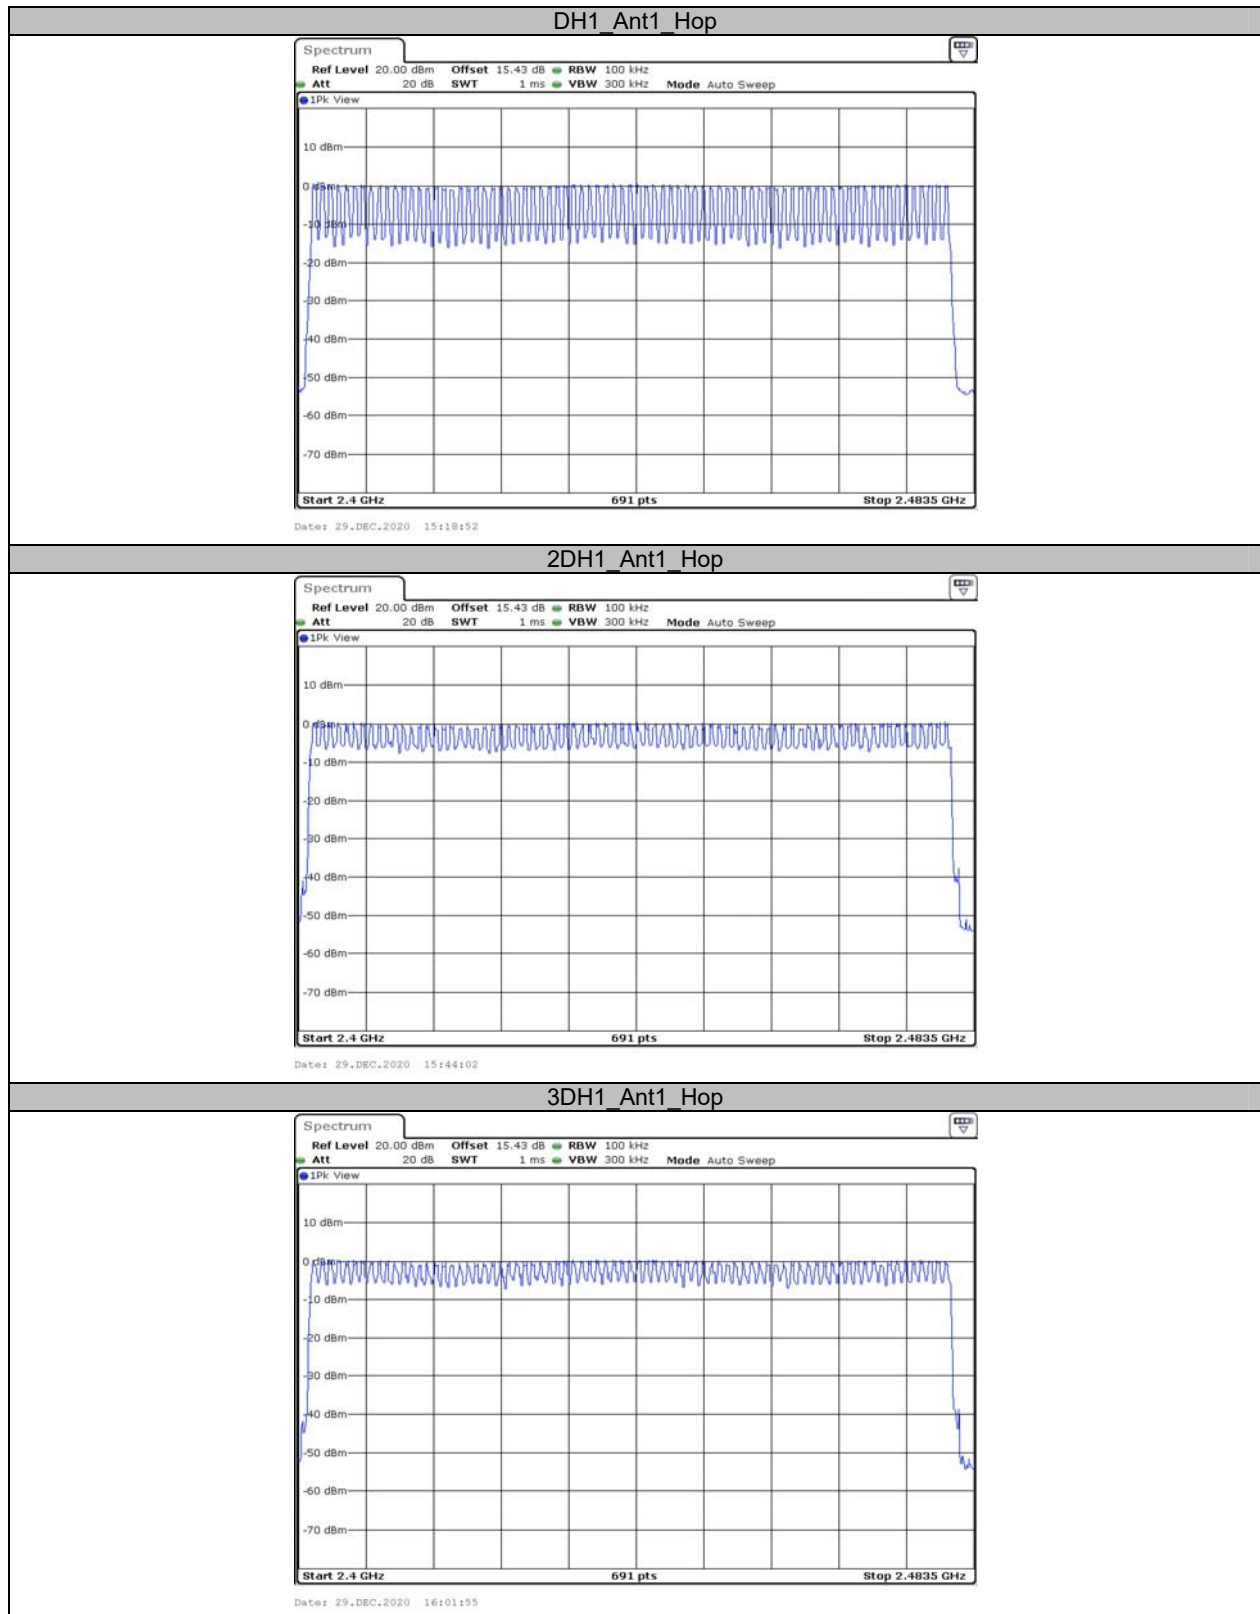 DH1_Ant1_Hop
Spectrum
Ref Level 20.00 dBm Offset 15.43 dB RBW 100 kHz
Att 20 dB SWT 1 ms VBW 300 kHz Mode Auto Sweep
1Pk View
10 dBm
0 dBm
-10 dBm
-20 dBm
-30 dBm
-40 dBm
-50 dBm
-60 dBm
-70 dBm
Start 2.4 GHz 691 pts Stop 2.4835 GHz
Date: 29.DEC.2020 15:18:52
2DH1_Ant1_Hop
Spectrum
Ref Level 20.00 dBm Offset 15.43 dB RBW 100 kHz
Att 20 dB SWT 1 ms VBW 300 kHz Mode Auto Sweep
1Pk View
10 dBm
0 dBm
-10 dBm
-20 dBm
-30 dBm
-40 dBm
-50 dBm
-60 dBm
-70 dBm
Start 2.4 GHz 691 pts Stop 2.4835 GHz
Date: 29.DEC.2020 15:44:02
3DH1_Ant1_Hop
Spectrum
Ref Level 20.00 dBm Offset 15.43 dB RBW 100 kHz
Att 20 dB SWT 1 ms VBW 300 kHz Mode Auto Sweep
1Pk View
10 dBm
0 dBm
-10 dBm
-20 dBm
-30 dBm
-40 dBm
-50 dBm
-60 dBm
-70 dBm
Start 2.4 GHz 691 pts Stop 2.4835 GHz
Date: 29.DEC.2020 16:01:55